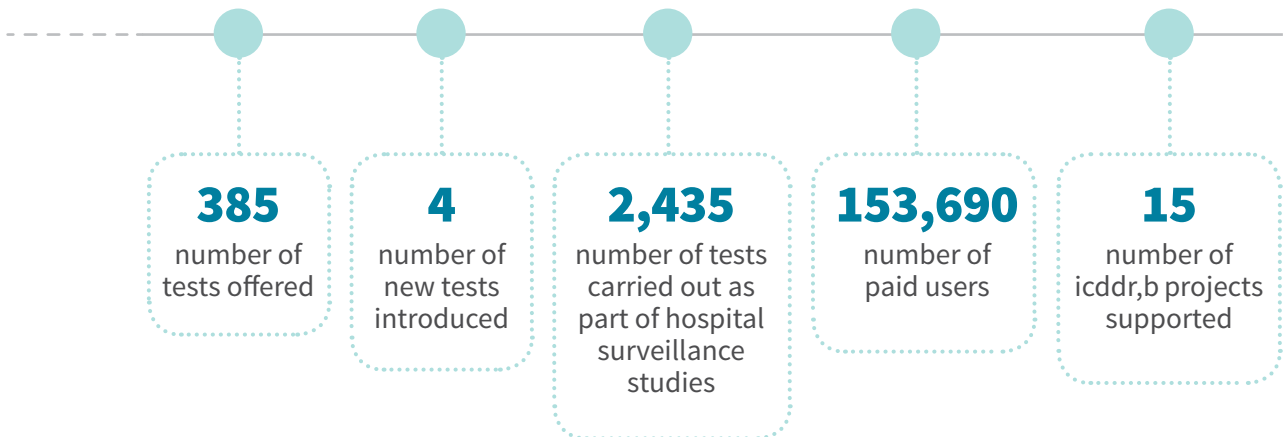 385
number of
tests offered
4
number of
new tests
introduced
2,435
number of tests
carried out as
part of hospital
surveillance
studies
153,690
number of
paid users
15
number of
icddr,b projects
supported